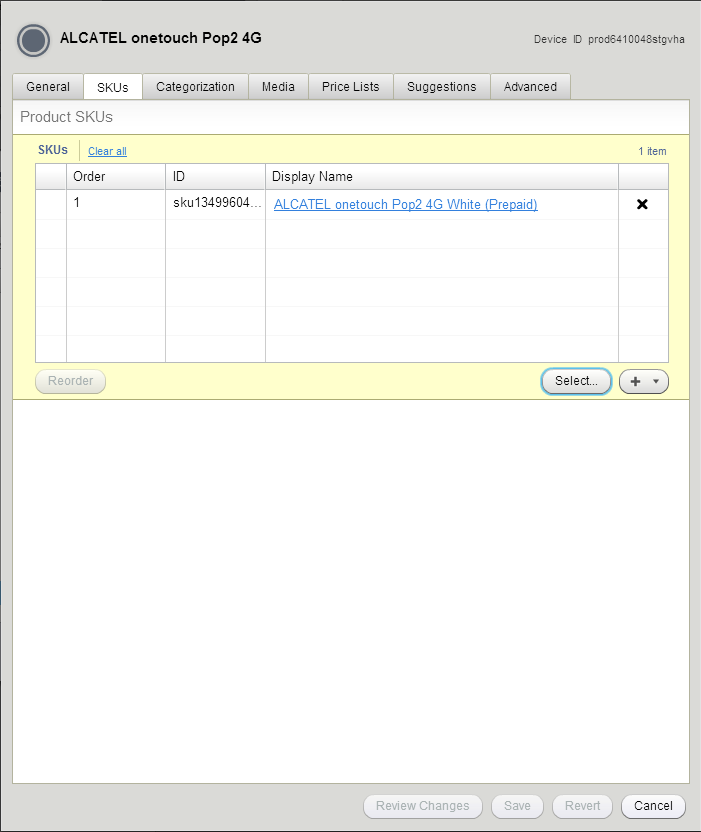 ALCATEL onetouch Pop2 4G
Device ID prod6410048stgvha
General SKUs Categorization Media Price Lists Suggestions Advanced
Product SKUs
SKUs Clear all 1 item
Order ID Display Name
1 sku13499604... ALCATEL onetouch Pop2 4G White (Prepaid)
Reorder Select...
Review Changes Save Revert Cancel